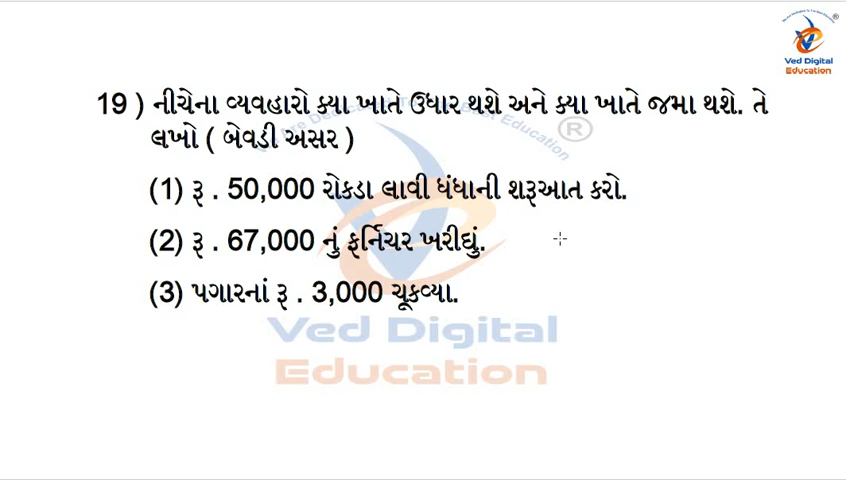 Ved Digital
Education
19 ) નીચેના વ્યવહારો ક્યા ખાતે ઉધાર થશે અને ક્યા ખાતે જમા થશે. તે
લખો ( બેવડી અસર )
(1) રૂ . 50,000 રોકડા લાવી ધંધાની શરૂઆત કરો.
(2) રૂ . 67,000 નું ફર્નિચર ખરીદ્યું.
(3) પગારનાં રૂ . 3,000 ચૂકવ્યા.
Ved Digital
Education